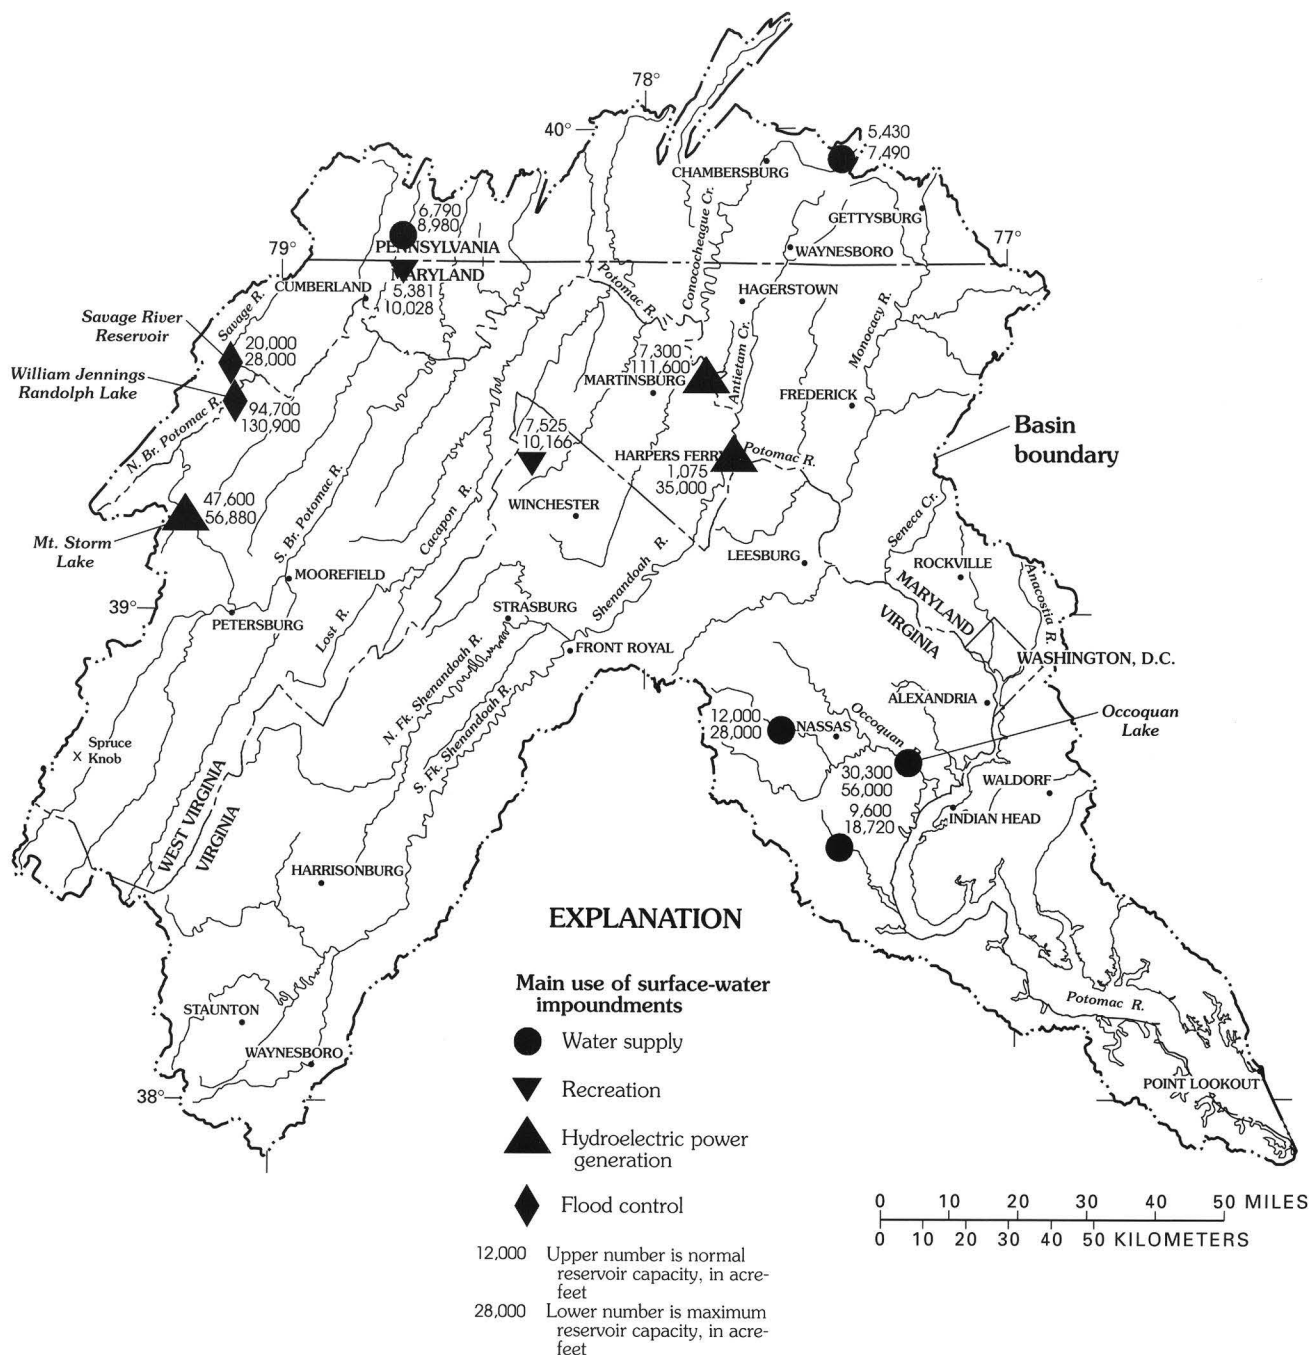 78°
40°
5,430
7,490
CHAMBERSBURG
Conococheague Cr.
GETTYSBURG
6,790
8,980
PENNSYLVANIA
79°
77°
WAYNESBORO
MARYLAND
5,381
10,028
CUMBERLAND
Potomac R.
HAGERSTOWN
Savage R.
Monocacy R.
Savage River
Reservoir
20,000
28,000
7,300
111,600
Antietam Cr.
William Jennings
Randolph Lake
MARTINSBURG
FREDERICK
94,700
130,900
N. Br. Potomac R.
7,525
10,166
Basin
boundary
HARPERS FERRY
Potomac R.
1,075
35,000
47,600
56,880
S. Br. Potomac R.
Cacapon R.
WINCHESTER
Seneca Cr.
Mt. Storm
Lake
Shenandoah R.
LEESBURG
ROCKVILLE
Anacostia R.
MOOREFIELD
MARYLAND
VIRGINIA
39°
PETERSBURG
Lost R.
STRASBURG
FRONT ROYAL
WASHINGTON, D.C.
N. Fk. Shenandoah R.
S. Fk. Shenandoah R.
ALEXANDRIA
12,000
28,000
NASSAS
Occoquan
Occoquan
Lake
x Spruce
Knob
30,300
56,000
WALDORF
9,600
18,720
INDIAN HEAD
WEST VIRGINIA
VIRGINIA
HARRISONBURG
EXPLANATION
Main use of surface-water
impoundments
Potomac R.
STAUNTON
Water supply
WAYNESBORO
POINT LOOKOUT
38°
Recreation
Hydroelectric power
generation
Flood control
0 10 20 30 40 50 MILES
0 10 20 30 40 50 KILOMETERS
12,000 Upper number is normal
reservoir capacity, in acre-
feet
28,000 Lower number is maximum
reservoir capacity, in acre-
feet